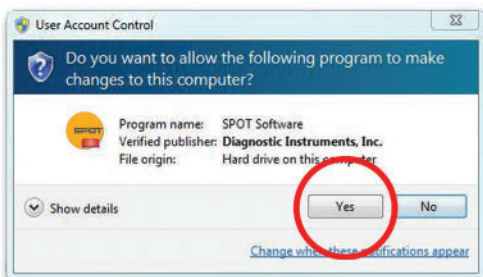 User Account Control
Do you want to allow the following program to make
changes to this computer?
SPOT
Program name: SPOT Software
Verified publisher: Diagnostic Instruments, Inc.
File origin: Hard drive on this computer
Show details
Yes No
Change when these notifications appear